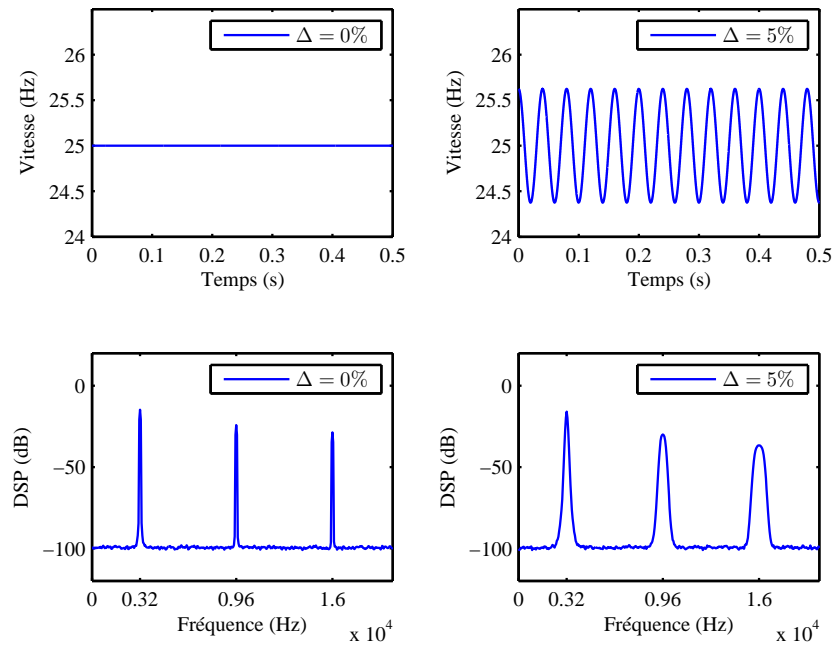 Δ = 0%
Vitesse (Hz)
26
25.5
25
24.5
24
0
0.1
0.2
0.3
0.4
0.5
Temps (s)
Δ = 5%
Vitesse (Hz)
26
25.5
25
24.5
24
0
0.1
0.2
0.3
0.4
0.5
Temps (s)
Δ = 0%
DSP (dB)
0
−50
−100
0
0.32
0.96
1.6
Fréquence (Hz)
x 10^4
Δ = 5%
DSP (dB)
0
−50
−100
0
0.32
0.96
1.6
Fréquence (Hz)
x 10^4